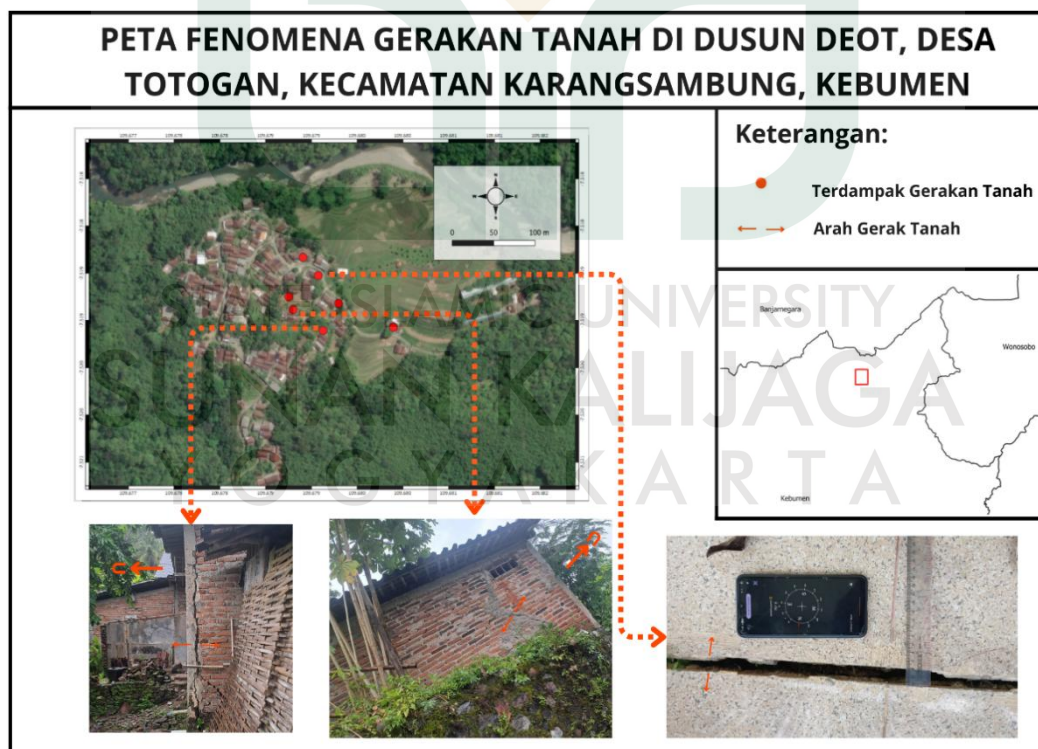 PETA FENOMENA GERAKAN TANAH DI DUSUN DEOT, DESA
TOTOGAN, KECAMATAN KARANGSAMBUNG, KEBUMEN
Keterangan:
Terdampak Gerakan Tanah
Arah Gerak Tanah
0 50 100 m
Banjarnegara
Wonosobo
Kebumen
STATE ISLAMIC UNIVERSITY
SUNAN KALIJAGA
YOGYAKARTA